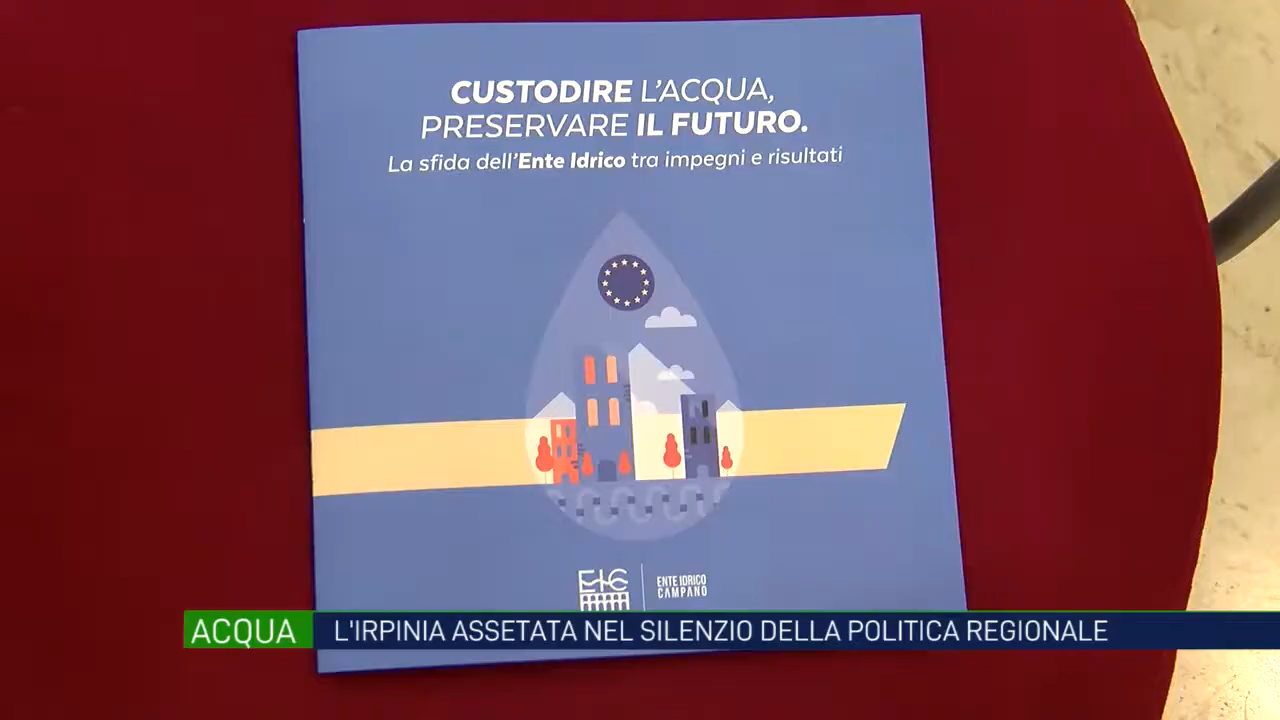 CUSTODIRE L'ACQUA,
PRESERVARE IL FUTURO.
La sfida dell'Ente Idrico tra impegni e risultati
EIC
ENTE IDRICO
CAMPANO
ACQUA
L'IRPINIA ASSETATA NEL SILENZIO DELLA POLITICA REGIONALE